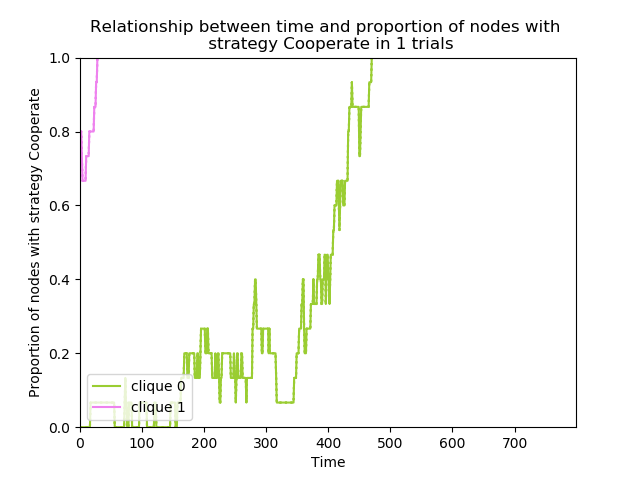 Relationship between time and proportion of nodes with
strategy Cooperate in 1 trials
Proportion of nodes with strategy Cooperate
1.0
0.8
0.6
0.4
0.2
0.0
clique 0
clique 1
0
100
200
300
400
500
600
700
Time